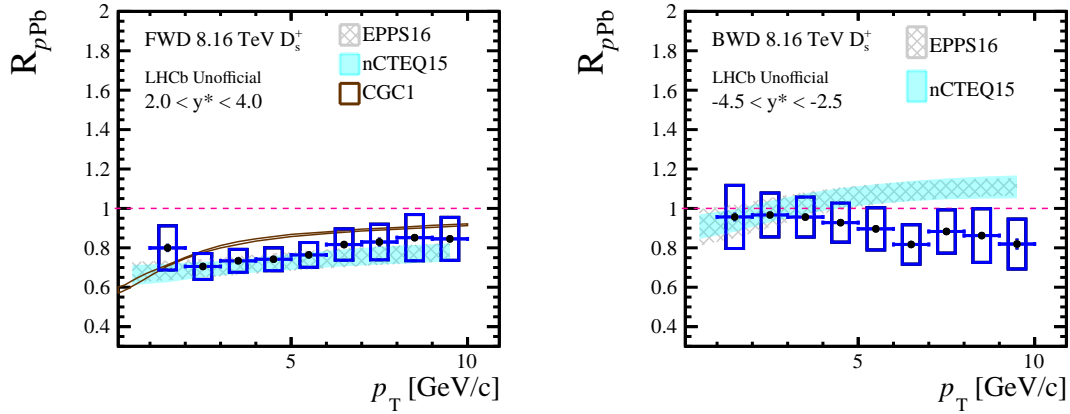 R_pPb
2
1.8
1.6
1.4
1.2
1
0.8
0.6
0.4
FWD 8.16 TeV D_s^+
LHCb Unofficial
2.0 < y* < 4.0
EPPS16
nCTEQ15
CGC1
5
10
p_T [GeV/c]
R_pPb
2
1.8
1.6
1.4
1.2
1
0.8
0.6
0.4
BWD 8.16 TeV D_s^+
LHCb Unofficial
-4.5 < y* < -2.5
EPPS16
nCTEQ15
5
10
p_T [GeV/c]